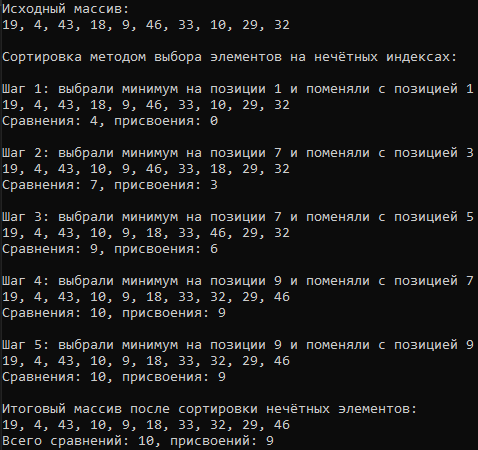 Исходный массив:
19, 4, 43, 18, 9, 46, 33, 10, 29, 32
Сортировка методом выбора элементов на нечётных индексах:
Шаг 1: выбрали минимум на позиции 1 и поменяли с позицией 1
19, 4, 43, 18, 9, 46, 33, 10, 29, 32
Сравнения: 4, присвоения: 0
Шаг 2: выбрали минимум на позиции 7 и поменяли с позицией 3
19, 4, 43, 10, 9, 46, 33, 18, 29, 32
Сравнения: 7, присвоения: 3
Шаг 3: выбрали минимум на позиции 7 и поменяли с позицией 5
19, 4, 43, 10, 9, 18, 33, 46, 29, 32
Сравнения: 9, присвоения: 6
Шаг 4: выбрали минимум на позиции 9 и поменяли с позицией 7
19, 4, 43, 10, 9, 18, 33, 32, 29, 46
Сравнения: 10, присвоения: 9
Шаг 5: выбрали минимум на позиции 9 и поменяли с позицией 9
19, 4, 43, 10, 9, 18, 33, 32, 29, 46
Сравнения: 10, присвоения: 9
Итоговый массив после сортировки нечётных элементов:
19, 4, 43, 10, 9, 18, 33, 32, 29, 46
Всего сравнений: 10, присвоений: 9